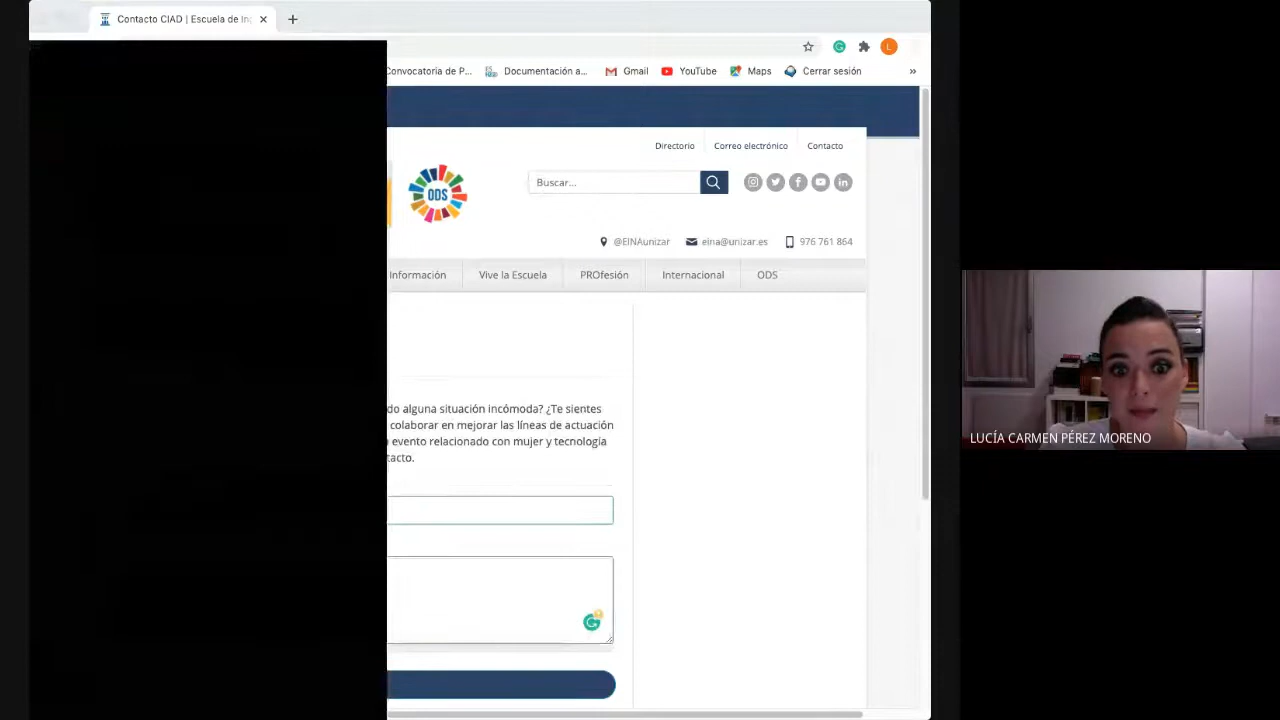 Contacto CIAD | Escuela de In
Convocatoria de P...
Documentación a...
Gmail
YouTube
Maps
Cerrar sesión
»
Directorio
Correo electrónico
Contacto
ODS
Buscar...
@EINAunizar
eina@unizar.es
976 761 864
Información
Vive la Escuela
PROfesión
Internacional
ODS
do alguna situación incómoda? ¿Te sientes
colaborar en mejorar las líneas de actuación
evento relacionado con mujer y tecnología
tacto.
LUCÍA CARMEN PÉREZ MORENO